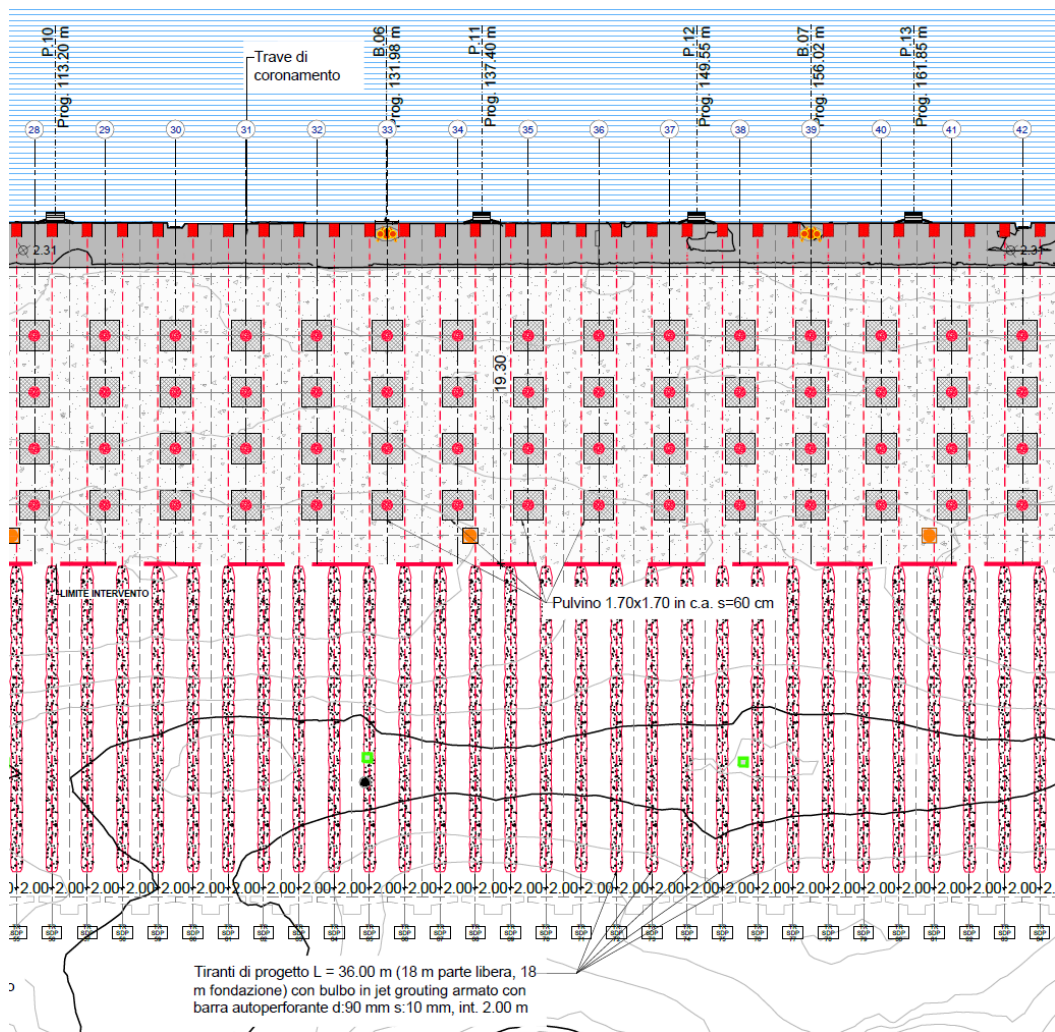 P.10
Prog. 113.20 m
B.06
Prog. 131.98 m
P.11
Prog. 137.40 m
P.12
Prog. 149.55 m
B.07
Prog. 156.02 m
P.13
Prog. 161.85 m
Trave di
coronamento
28 29 30 31 32 33 34 35 36 37 38 39 40 41 42
2.31
2.31
19.30
LIMITE INTERVENTO
Pulvino 1.70x1.70 in c.a. s=60 cm
2.00 2.00 2.00 2.00 2.00 2.00 2.00 2.00 2.00 2.00 2.00 2.00 2.00 2.00 2.00 2.00 2.00 2.00 2.00 2.00 2.00 2.00 2.00 2.00 2.00 2.00 2.00 2.00 2.00
Tiranti di progetto L = 36.00 m (18 m parte libera, 18
m fondazione) con bulbo in jet grouting armato con
barra autoperforante d:90 mm s:10 mm, int. 2.00 m